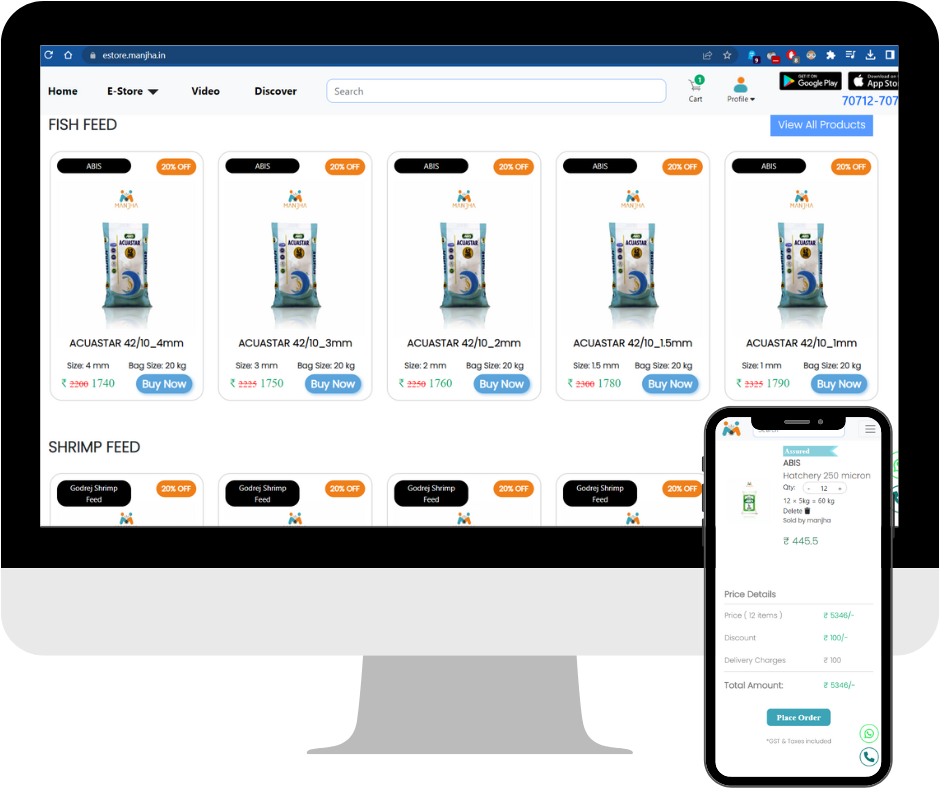 estore.manjha.in
9
8
Home
E-Store
Video
Discover
Search
1
Cart
Profile
GET IT ON
Google Play
Download on
App Sto
70712-707
FISH FEED
View All Products
ABIS
20% OFF
ABIS
20% OFF
ABIS
20% OFF
ABIS
20% OFF
ABIS
20% OFF
MANJHA
MANJHA
MANJHA
MANJHA
MANJHA
ACUASTAR
ACUASTAR
ACUASTAR
ACUASTAR
ACUASTAR
ACUASTAR 42/10_4mm
ACUASTAR 42/10_3mm
ACUASTAR 42/10_2mm
ACUASTAR 42/10_1.5mm
ACUASTAR 42/10_1mm
Size: 4 mm Bag Size: 20 kg
Size: 3 mm Bag Size: 20 kg
Size: 2 mm Bag Size: 20 kg
Size: 1.5 mm Bag Size: 20 kg
Size: 1 mm Bag Size: 20 kg
₹ 2200 1740 Buy Now
₹ 2225 1750 Buy Now
₹ 2250 1760 Buy Now
₹ 2300 1780 Buy Now
₹ 2325 1790 Buy Now
SHRIMP FEED
Godrej Shrimp
Feed
20% OFF
Godrej Shrimp
Feed
20% OFF
Godrej Shrimp
Feed
20% OFF
Godrej Shrimp
Feed
20% OFF
Assured
ABIS
Hatchery 250 micron
Qty: - 12 +
12 × 5kg = 60 kg
Delete
Sold by manjha
₹ 445.5
Price Details
Price ( 12 items ) ₹ 5346/-
Discount ₹ 100/-
Delivery Charges ₹ 100
Total Amount: ₹ 5346/-
Place Order
*GST & Taxes Included